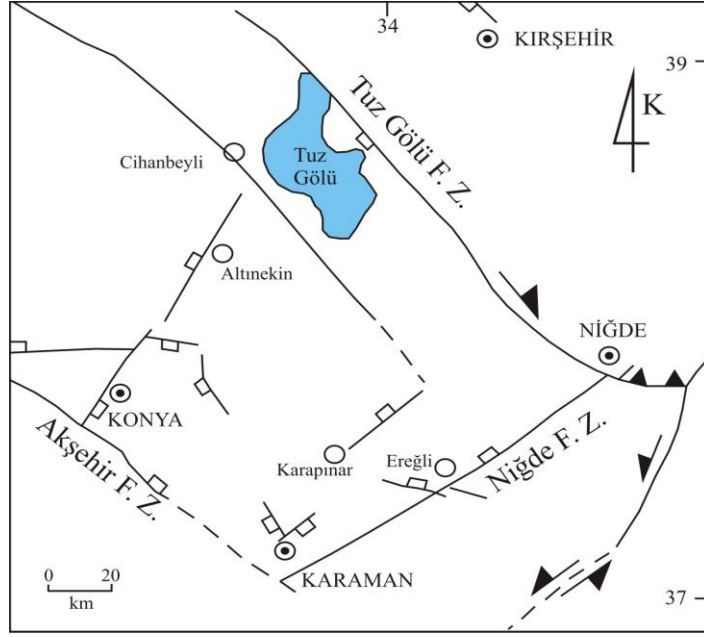 34
KIRŞEHİR
39
K
Tuz Gölü F. Z.
Cihanbeyli
Tuz
Gölü
Altınekin
NİĞDE
KONYA
Akşehir F. Z.
Karapınar
Ereğli
Niğde F. Z.
KARAMAN
0 20
km
37